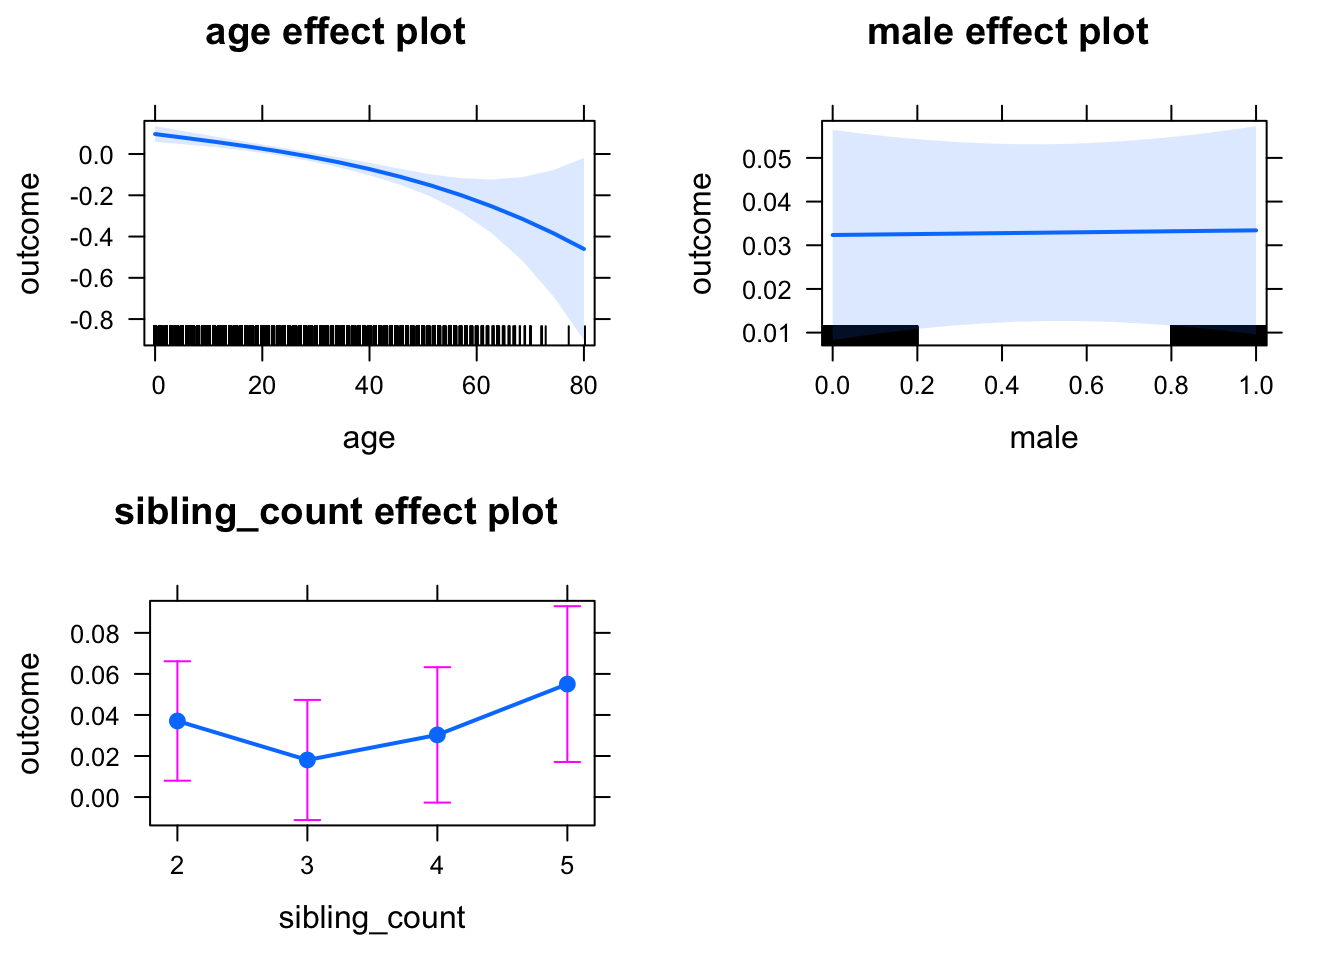 age effect plot
outcome
0.0
-0.2
-0.4
-0.6
-0.8
0 20 40 60 80
age
male effect plot
outcome
0.05
0.04
0.03
0.02
0.01
0.0 0.2 0.4 0.6 0.8 1.0
male
sibling_count effect plot
outcome
0.08
0.06
0.04
0.02
0.00
2 3 4 5
sibling_count